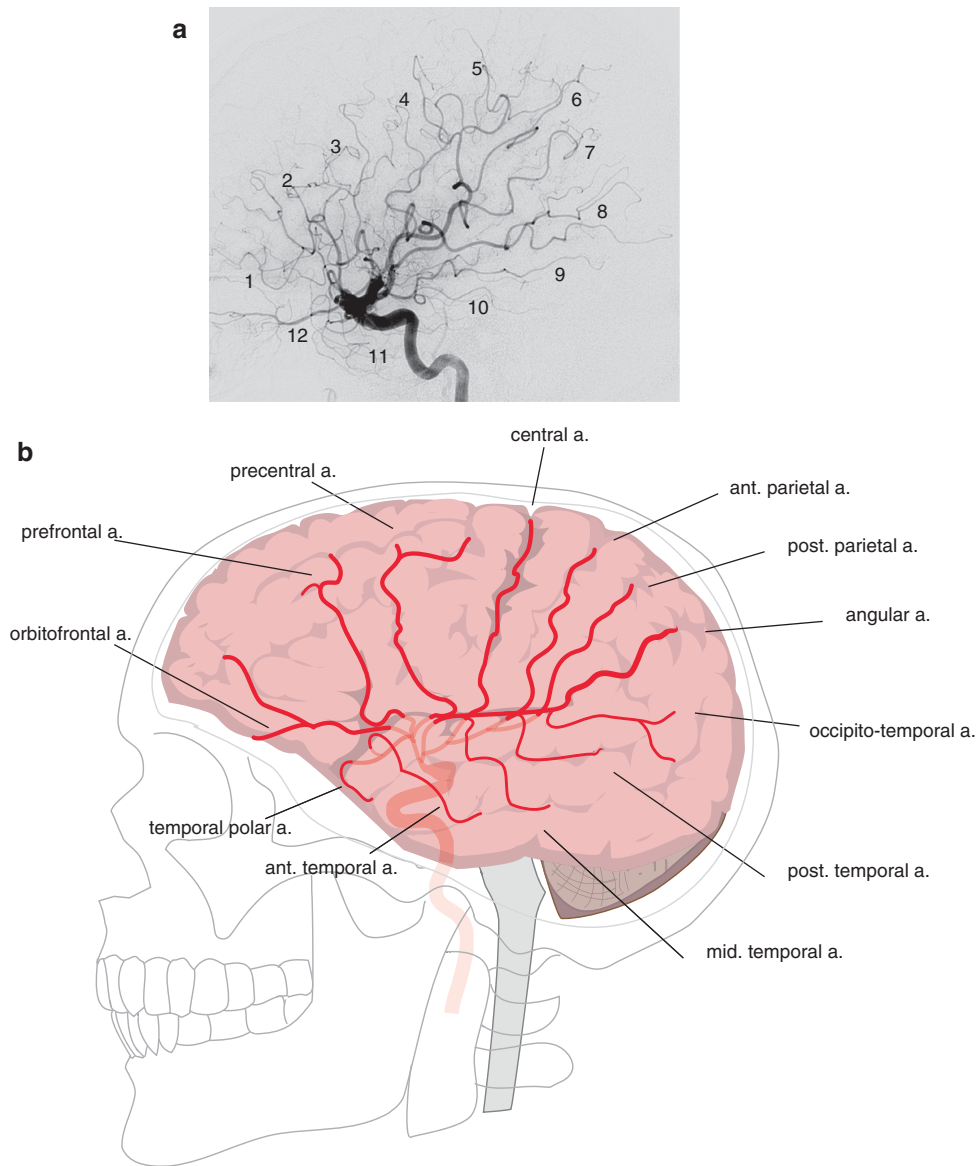 a
5
4
6
3
7
2
8
1
9
10
12
11
b
central a.
precentral a.
ant. parietal a.
prefrontal a.
post. parietal a.
angular a.
orbitofrontal a.
occipito-temporal a.
temporal polar a.
ant. temporal a.
post. temporal a.
mid. temporal a.